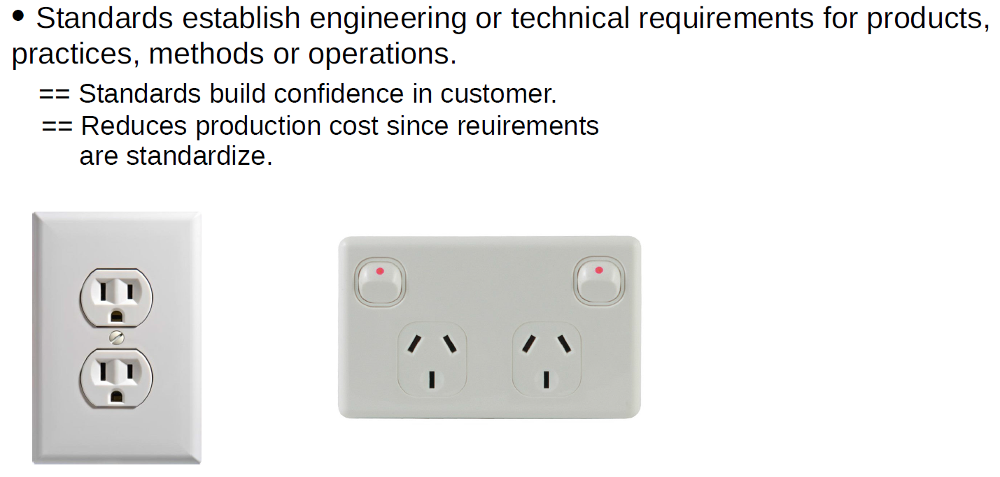 • Standards establish engineering or technical requirements for products,
practices, methods or operations.
== Standards build confidence in customer.
== Reduces production cost since reuirements
are standardize.